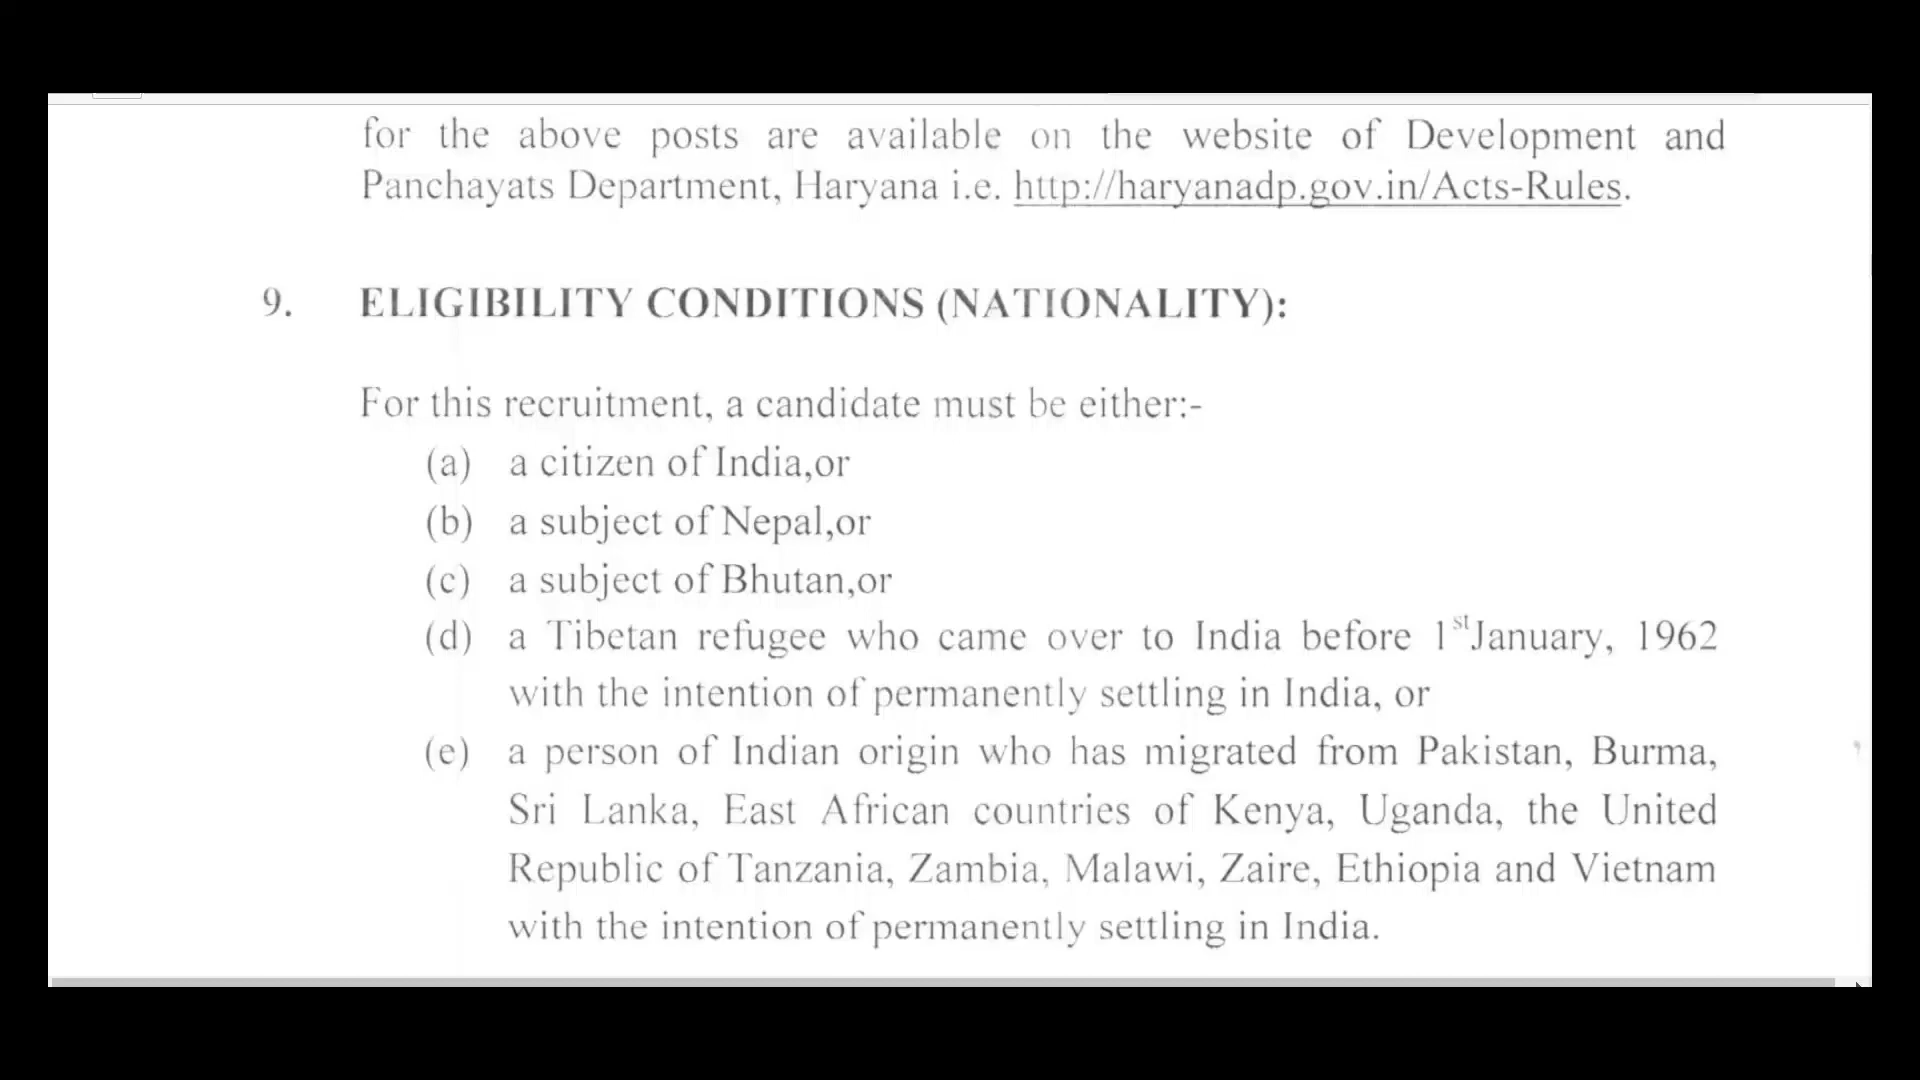 for the above posts are available on the website of Development and
Panchayats Department, Haryana i.e. http://haryanadp.gov.in/Acts-Rules.
9. ELIGIBILITY CONDITIONS (NATIONALITY):
For this recruitment, a candidate must be either:-
(a) a citizen of India,or
(b) a subject of Nepal,or
(c) a subject of Bhutan,or
(d) a Tibetan refugee who came over to India before 1st January, 1962
with the intention of permanently settling in India, or
(e) a person of Indian origin who has migrated from Pakistan, Burma,
Sri Lanka, East African countries of Kenya, Uganda, the United
Republic of Tanzania, Zambia, Malawi, Zaire, Ethiopia and Vietnam
with the intention of permanently settling in India.